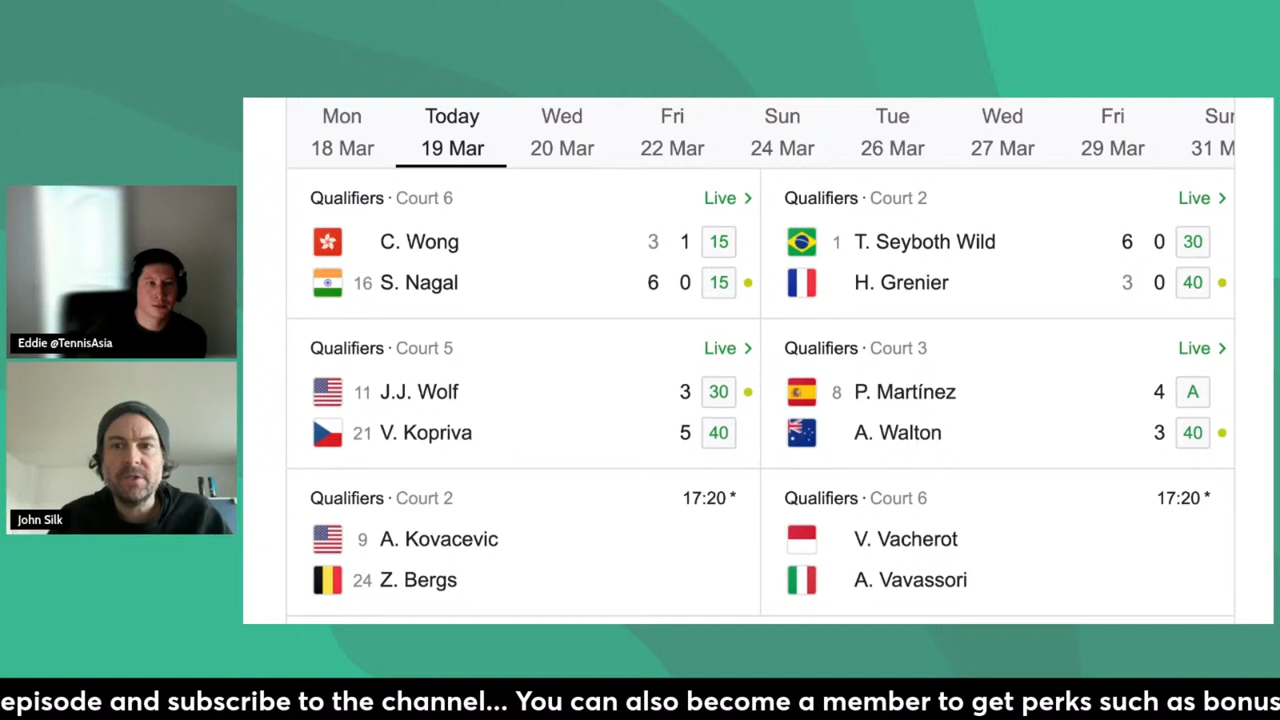 Mon Today Wed Fri Sun Tue Wed Fri Sur
18 Mar 19 Mar 20 Mar 22 Mar 24 Mar 26 Mar 27 Mar 29 Mar 31 M
Qualifiers · Court 6 Live >
C. Wong 3 1 15
16 S. Nagal 6 0 15
Qualifiers · Court 2 Live >
1 T. Seyboth Wild 6 0 30
H. Grenier 3 0 40
Qualifiers · Court 5 Live >
11 J.J. Wolf 3 30
21 V. Kopriva 5 40
Qualifiers · Court 3 Live >
8 P. Martínez 4 A
A. Walton 3 40
Qualifiers · Court 2 17:20 *
9 A. Kovacevic
24 Z. Bergs
Qualifiers · Court 6 17:20 *
V. Vacherot
A. Vavassori
Eddie @TennisAsia
John Silk
episode and subscribe to the channel... You can also become a member to get perks such as bonus